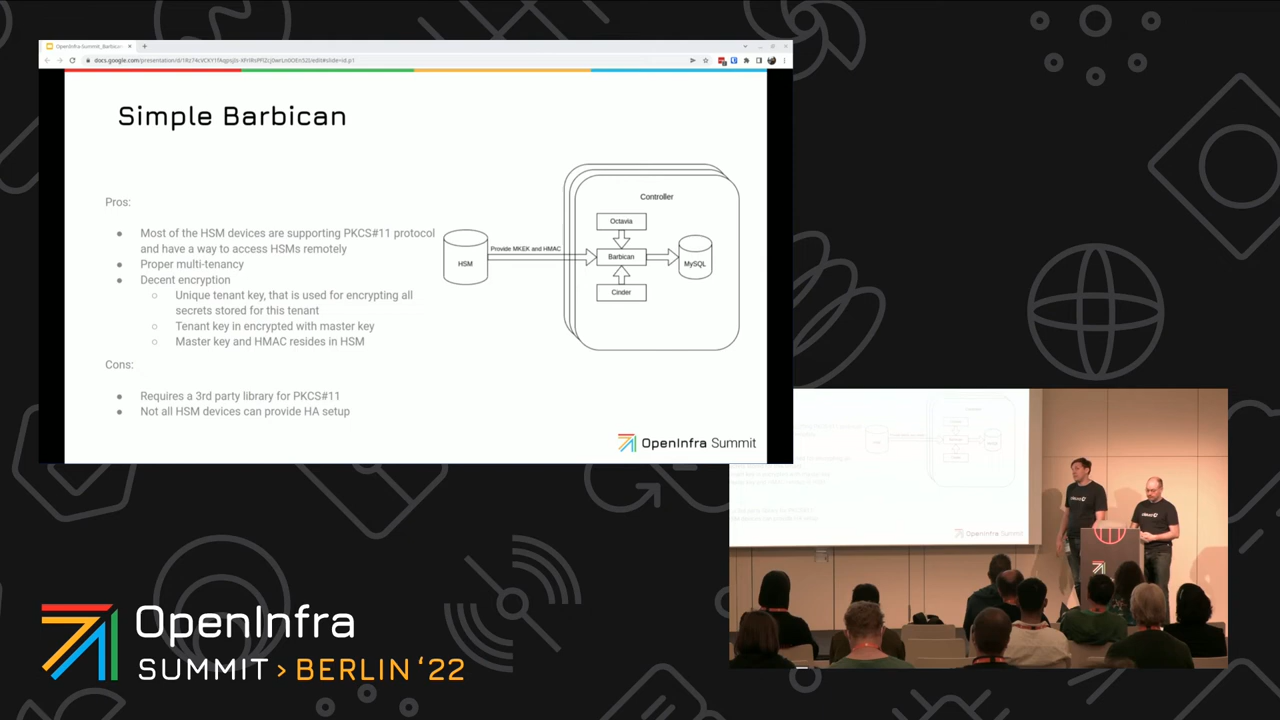 OpenInfra-Summit_Barbican
Simple Barbican
Pros:
Most of the HSM devices are supporting PKCS#11 protocol
and have a way to access HSMs remotely
Proper multi-tenancy
Decent encryption
Unique tenant key, that is used for encrypting all
secrets stored for this tenant
Tenant key in encrypted with master key
Master key and HMAC resides in HSM
Cons:
Requires a 3rd party library for PKCS#11
Not all HSM devices can provide HA setup
HSM
Provide MKEK and HMAC
Controller
Octavia
Barbican
Cinder
MySQL
OpenInfra Summit
OpenInfra Summit
OpenInfra
SUMMIT > BERLIN ‘22